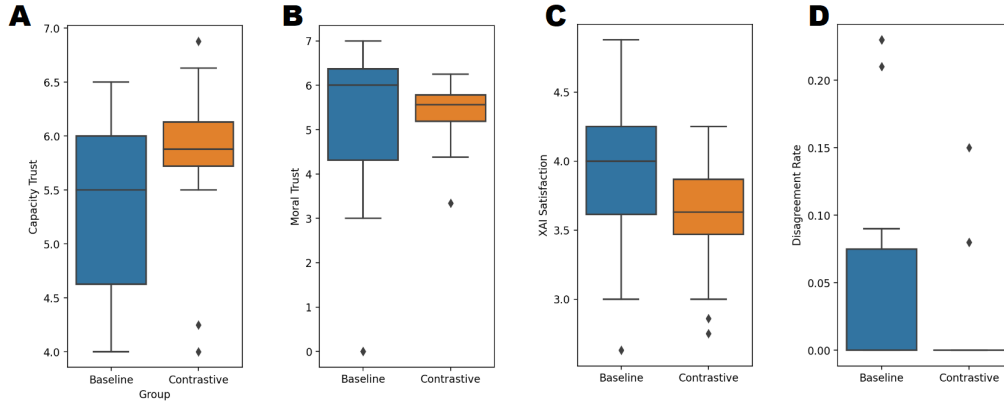 A
Capacity Trust
7.0
6.5
6.0
5.5
5.0
4.5
4.0
Baseline Contrastive
Group
B
Moral Trust
7
6
5
4
3
2
1
0
Baseline Contrastive
C
XAI Satisfaction
4.5
4.0
3.5
3.0
Baseline Contrastive
D
Disagreement Rate
0.20
0.15
0.10
0.05
0.00
Baseline Contrastive